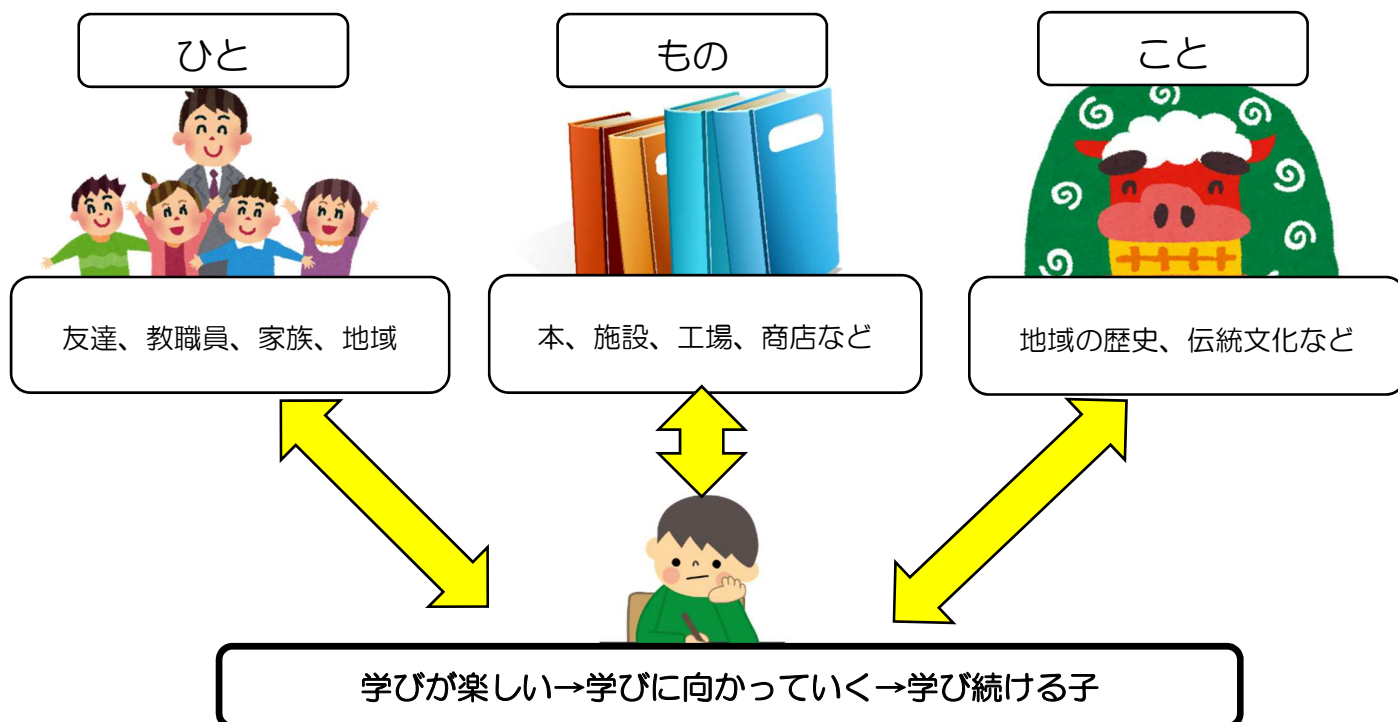 ひと
もの
こと
友達、教職員、家族、地域
本、施設、工場、商店など
地域の歴史、伝統文化など
学びが楽しい→学びに向かっていく→学び続ける子